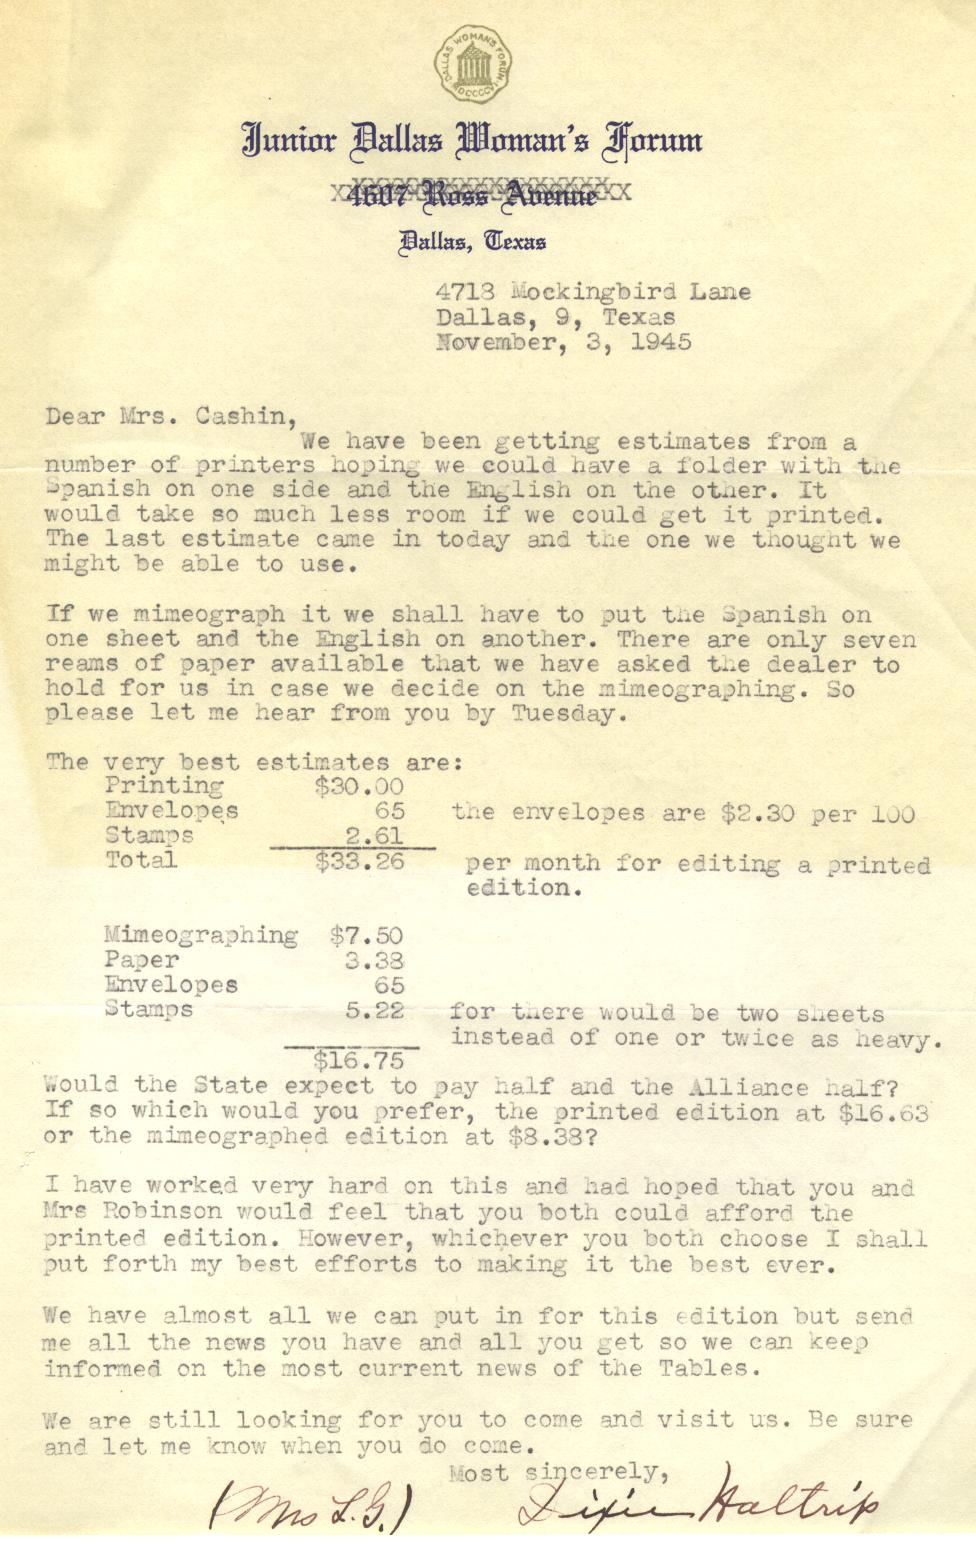 DALLAS WOMAN'S FORUM
MDCCCCVI
Junior Dallas Woman's Forum
4607 Ross Avenue
Dallas, Texas
4718 Mockingbird Lane
Dallas, 9, Texas
November, 3, 1945
Dear Mrs. Cashin,
We have been getting estimates from a
number of printers hoping we could have a folder with the
Spanish on one side and the English on the other. It
would take so much less room if we could get it printed.
The last estimate came in today and the one we thought we
might be able to use.
If we mimeograph it we shall have to put the Spanish on
one sheet and the English on another. There are only seven
reams of paper available that we have asked the dealer to
hold for us in case we decide on the mimeographing. So
please let me hear from you by Tuesday.
The very best estimates are:
Printing $30.00
Envelopes 65 the envelopes are $2.30 per 100
Stamps 2.61
Total $33.26 per month for editing a printed
edition.
Mimeographing $7.50
Paper 3.38
Envelopes 65
Stamps 5.22 for there would be two sheets
instead of one or twice as heavy.
$16.75
Would the State expect to pay half and the Alliance half?
If so which would you prefer, the printed edition at $16.63
or the mimeographed edition at $8.38?
I have worked very hard on this and had hoped that you and
Mrs Robinson would feel that you both could afford the
printed edition. However, whichever you both choose I shall
put forth my best efforts to making it the best ever.
We have almost all we can put in for this edition but send
me all the news you have and all you get so we can keep
informed on the most current news of the Tables.
We are still looking for you to come and visit us. Be sure
and let me know when you do come.
Most sincerely,
(Mrs L.G.) Dixie Haltrip